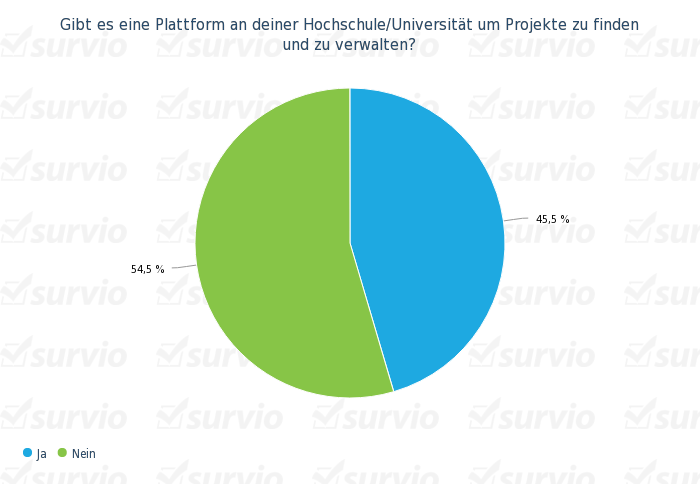 Gibt es eine Plattform an deiner Hochschule/Universität um Projekte zu finden
und zu verwalten?
45,5 %
54,5 %
Ja
Nein
survio